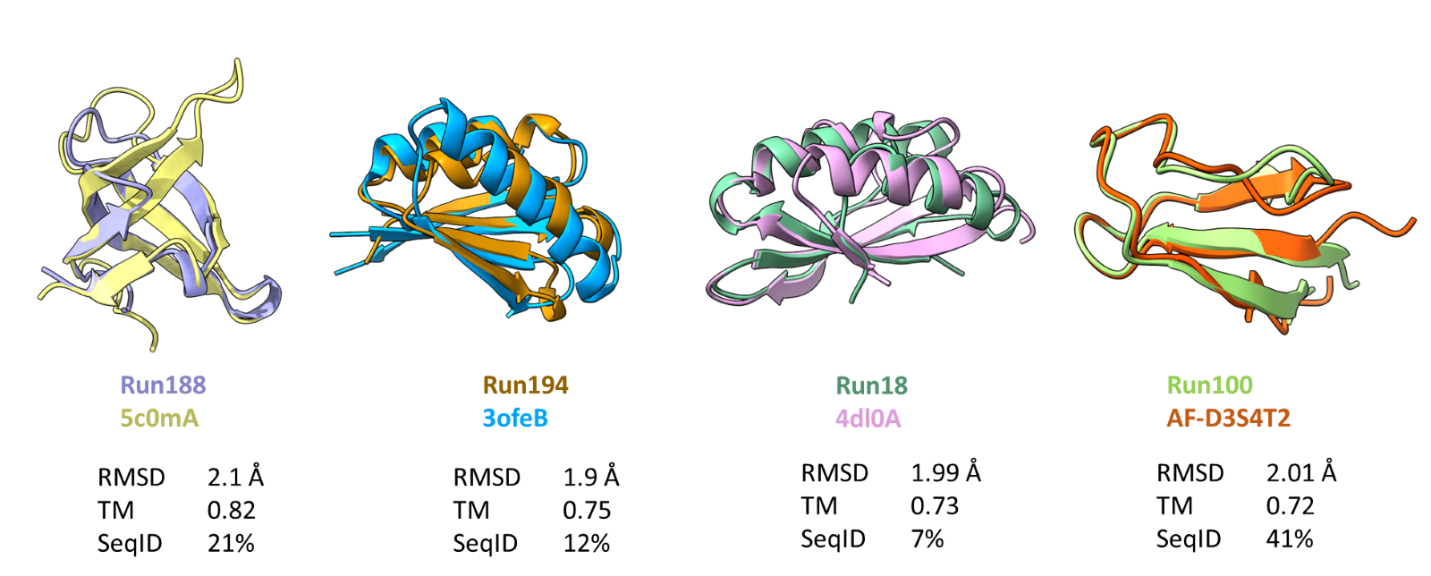 Run188
5c0mA
RMSD 2.1 Å
TM 0.82
SeqID 21%
Run194
3ofeB
RMSD 1.9 Å
TM 0.75
SeqID 12%
Run18
4dl0A
RMSD 1.99 Å
TM 0.73
SeqID 7%
Run100
AF-D3S4T2
RMSD 2.01 Å
TM 0.72
SeqID 41%